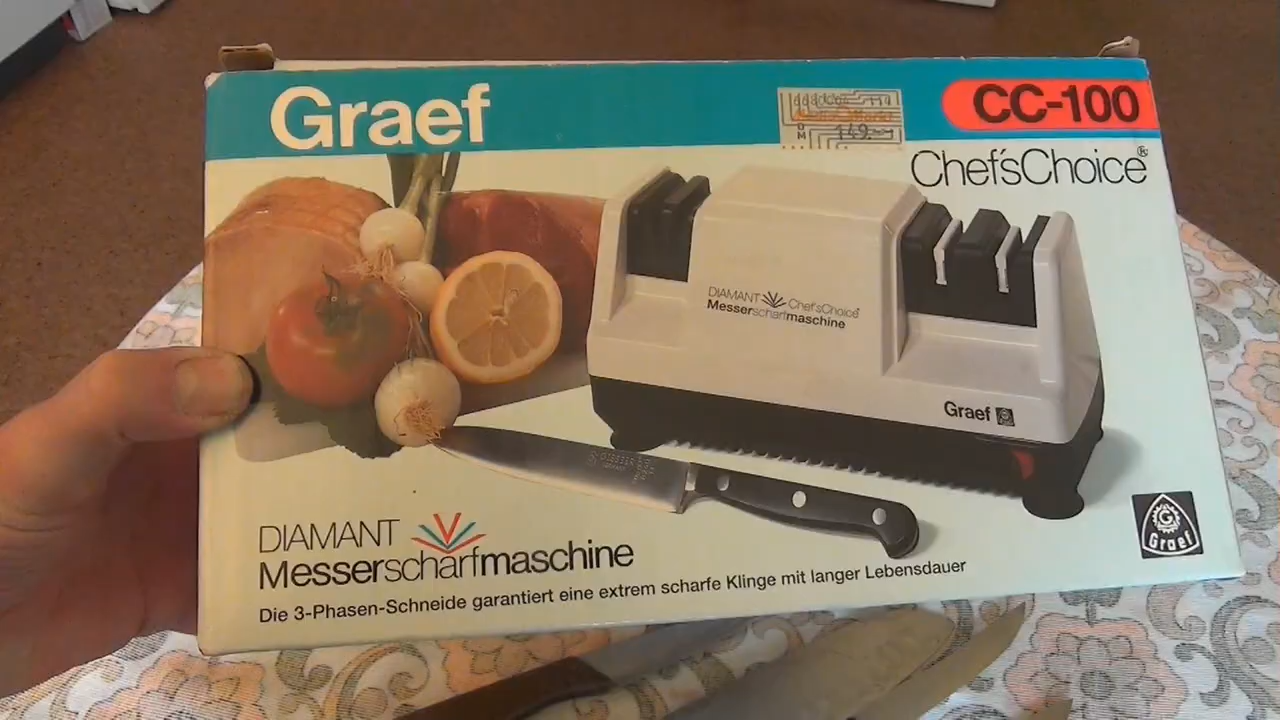 Graef
CC-100
Chef'sChoice®
149.—
DIAMANT Chef'sChoice®
Messerscharfmaschine
Graef
Graef
DIAMANT
Messerscharfmaschine
Die 3-Phasen-Schneide garantiert eine extrem scharfe Klinge mit langer Lebensdauer